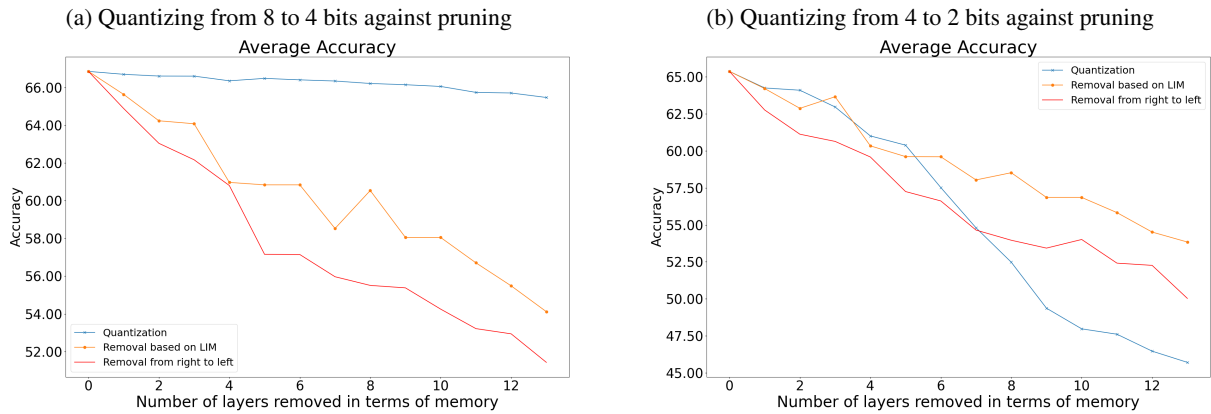 (a) Quantizing from 8 to 4 bits against pruning
Average Accuracy
66.00
64.00
62.00
60.00
58.00
56.00
54.00
52.00
Accuracy
Quantization
Removal based on LIM
Removal from right to left
0 2 4 6 8 10 12
Number of layers removed in terms of memory
(b) Quantizing from 4 to 2 bits against pruning
Average Accuracy
65.00
62.50
60.00
57.50
55.00
52.50
50.00
47.50
45.00
Accuracy
Quantization
Removal based on LIM
Removal from right to left
0 2 4 6 8 10 12
Number of layers removed in terms of memory